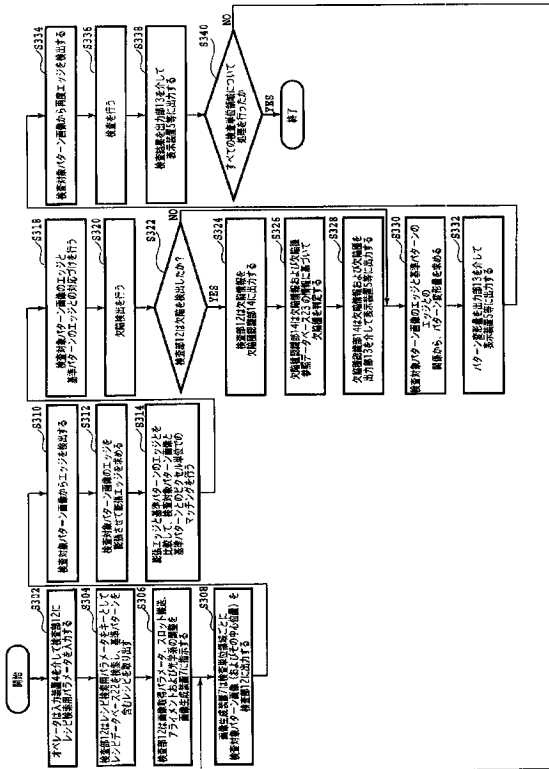 開始
S302
オペレータは入力装置4を介して検査部12に
レシピ検索用パラメータを入力する
S304
検査部12はレシピ検索用パラメータをキーとして
レシピデータベース22を検索し、基準パターンを
含むレシピを取り出す
S306
検査部12は画像取得パラメータ、スロット搬送、
アライメントおよび光学系の調整を
画像生成装置7に指示する
S308
画像生成装置7は検査単位領域ごとに
検査対象パターン画像(およびその中心位置)を
検査部12に出力する
S310
検査対象パターン画像からエッジを検出する
S312
検査対象パターン画像のエッジを
膨張させて膨張エッジを求める
S314
膨張エッジと基準パターンのエッジとを
比較して、検査対象パターン画像と
基準パターンとのピクセル単位での
マッチングを行う
S318
検査対象パターン画像のエッジと
基準パターンのエッジとの対応づけを行う
S320
欠陥検出を行う
S322
検査部12は欠陥を検出したか?
NO
YES
S324
検査部12は欠陥情報を
欠陥種認識部14に出力する
S326
欠陥種認識部14は欠陥情報および欠陥種
参照データベース23の情報に基づいて
欠陥種を判定する
S328
欠陥種認識部14は欠陥情報および欠陥種を
出力部13を介して表示装置5等に出力する
S330
検査対象パターン画像のエッジと基準パターンの
エッジとの
関係から、パターン変形量を求める
S332
パターン変形量を出力部13を介して
表示装置5等に出力する
S334
検査対象パターン画像から再度エッジを検出する
S336
検査を行う
S338
検査結果を出力部13を介して
表示装置5等に出力する
S340
すべての検査単位領域について
処理を行ったか
NO
YES
終了